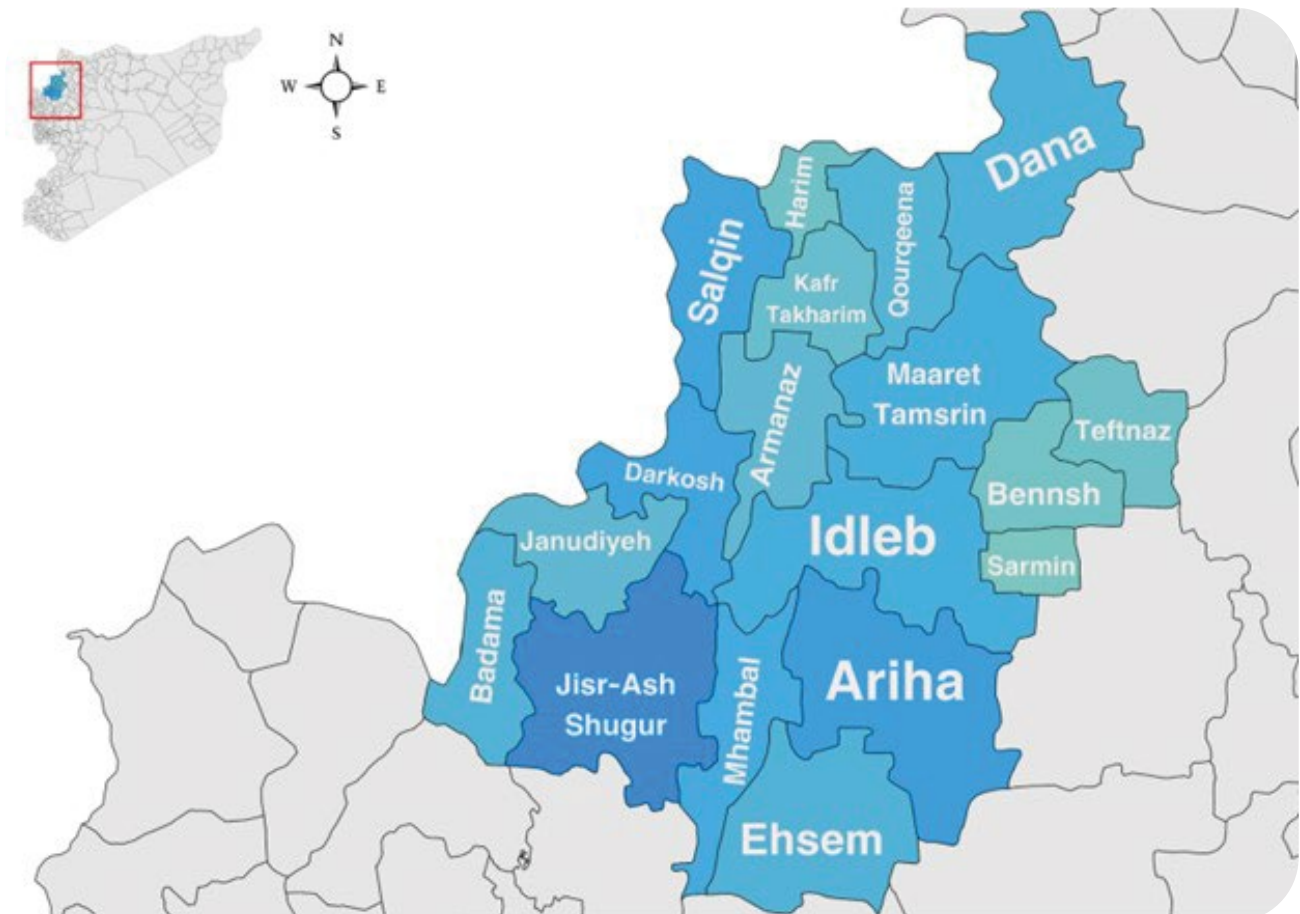 N
W
E
S
Dana
Harim
Qourqeena
Salqin
Kafr
Takharim
Maaret
Tamsrin
Armanaz
Teftnaz
Darkosh
Bennsh
Idleb
Janudiyeh
Sarmin
Badama
Jisr-Ash
Shugur
Mhambal
Ariha
Ehsem